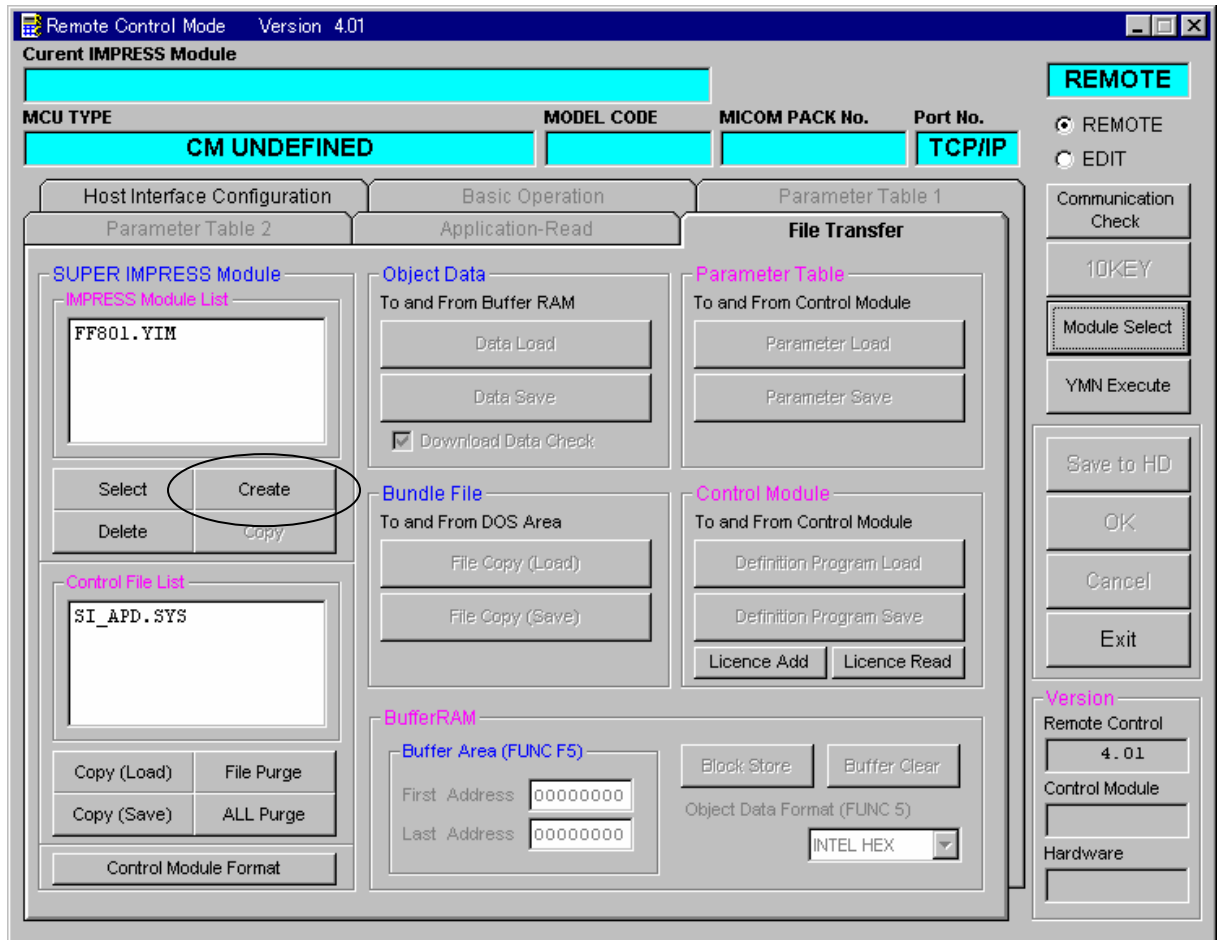 Remote Control Mode Version 4.01
Curent IMPRESS Module
REMOTE
MCU TYPE MODEL CODE MICOM PACK No. Port No.
CM UNDEFINED TCP/IP
REMOTE
EDIT
Host Interface Configuration Basic Operation Parameter Table 1
Parameter Table 2 Application-Read File Transfer
Communication Check
10KEY
Module Select
YMN Execute
Save to HD
OK
Cancel
Exit
SUPER IMPRESS Module
IMPRESS Module List
FF801.YIM
Select Create
Delete Copy
Control File List
SI_APD.SYS
Copy (Load) File Purge
Copy (Save) ALL Purge
Control Module Format
Object Data
To and From Buffer RAM
Data Load
Data Save
Download Data Check
Parameter Table
To and From Control Module
Parameter Load
Parameter Save
Bundle File
To and From DOS Area
File Copy (Load)
File Copy (Save)
Control Module
To and From Control Module
Definition Program Load
Definition Program Save
Licence Add Licence Read
BufferRAM
Buffer Area (FUNC F5)
First Address 00000000
Last Address 00000000
Block Store Buffer Clear
Object Data Format (FUNC 5)
INTEL HEX
Version
Remote Control
4.01
Control Module
Hardware